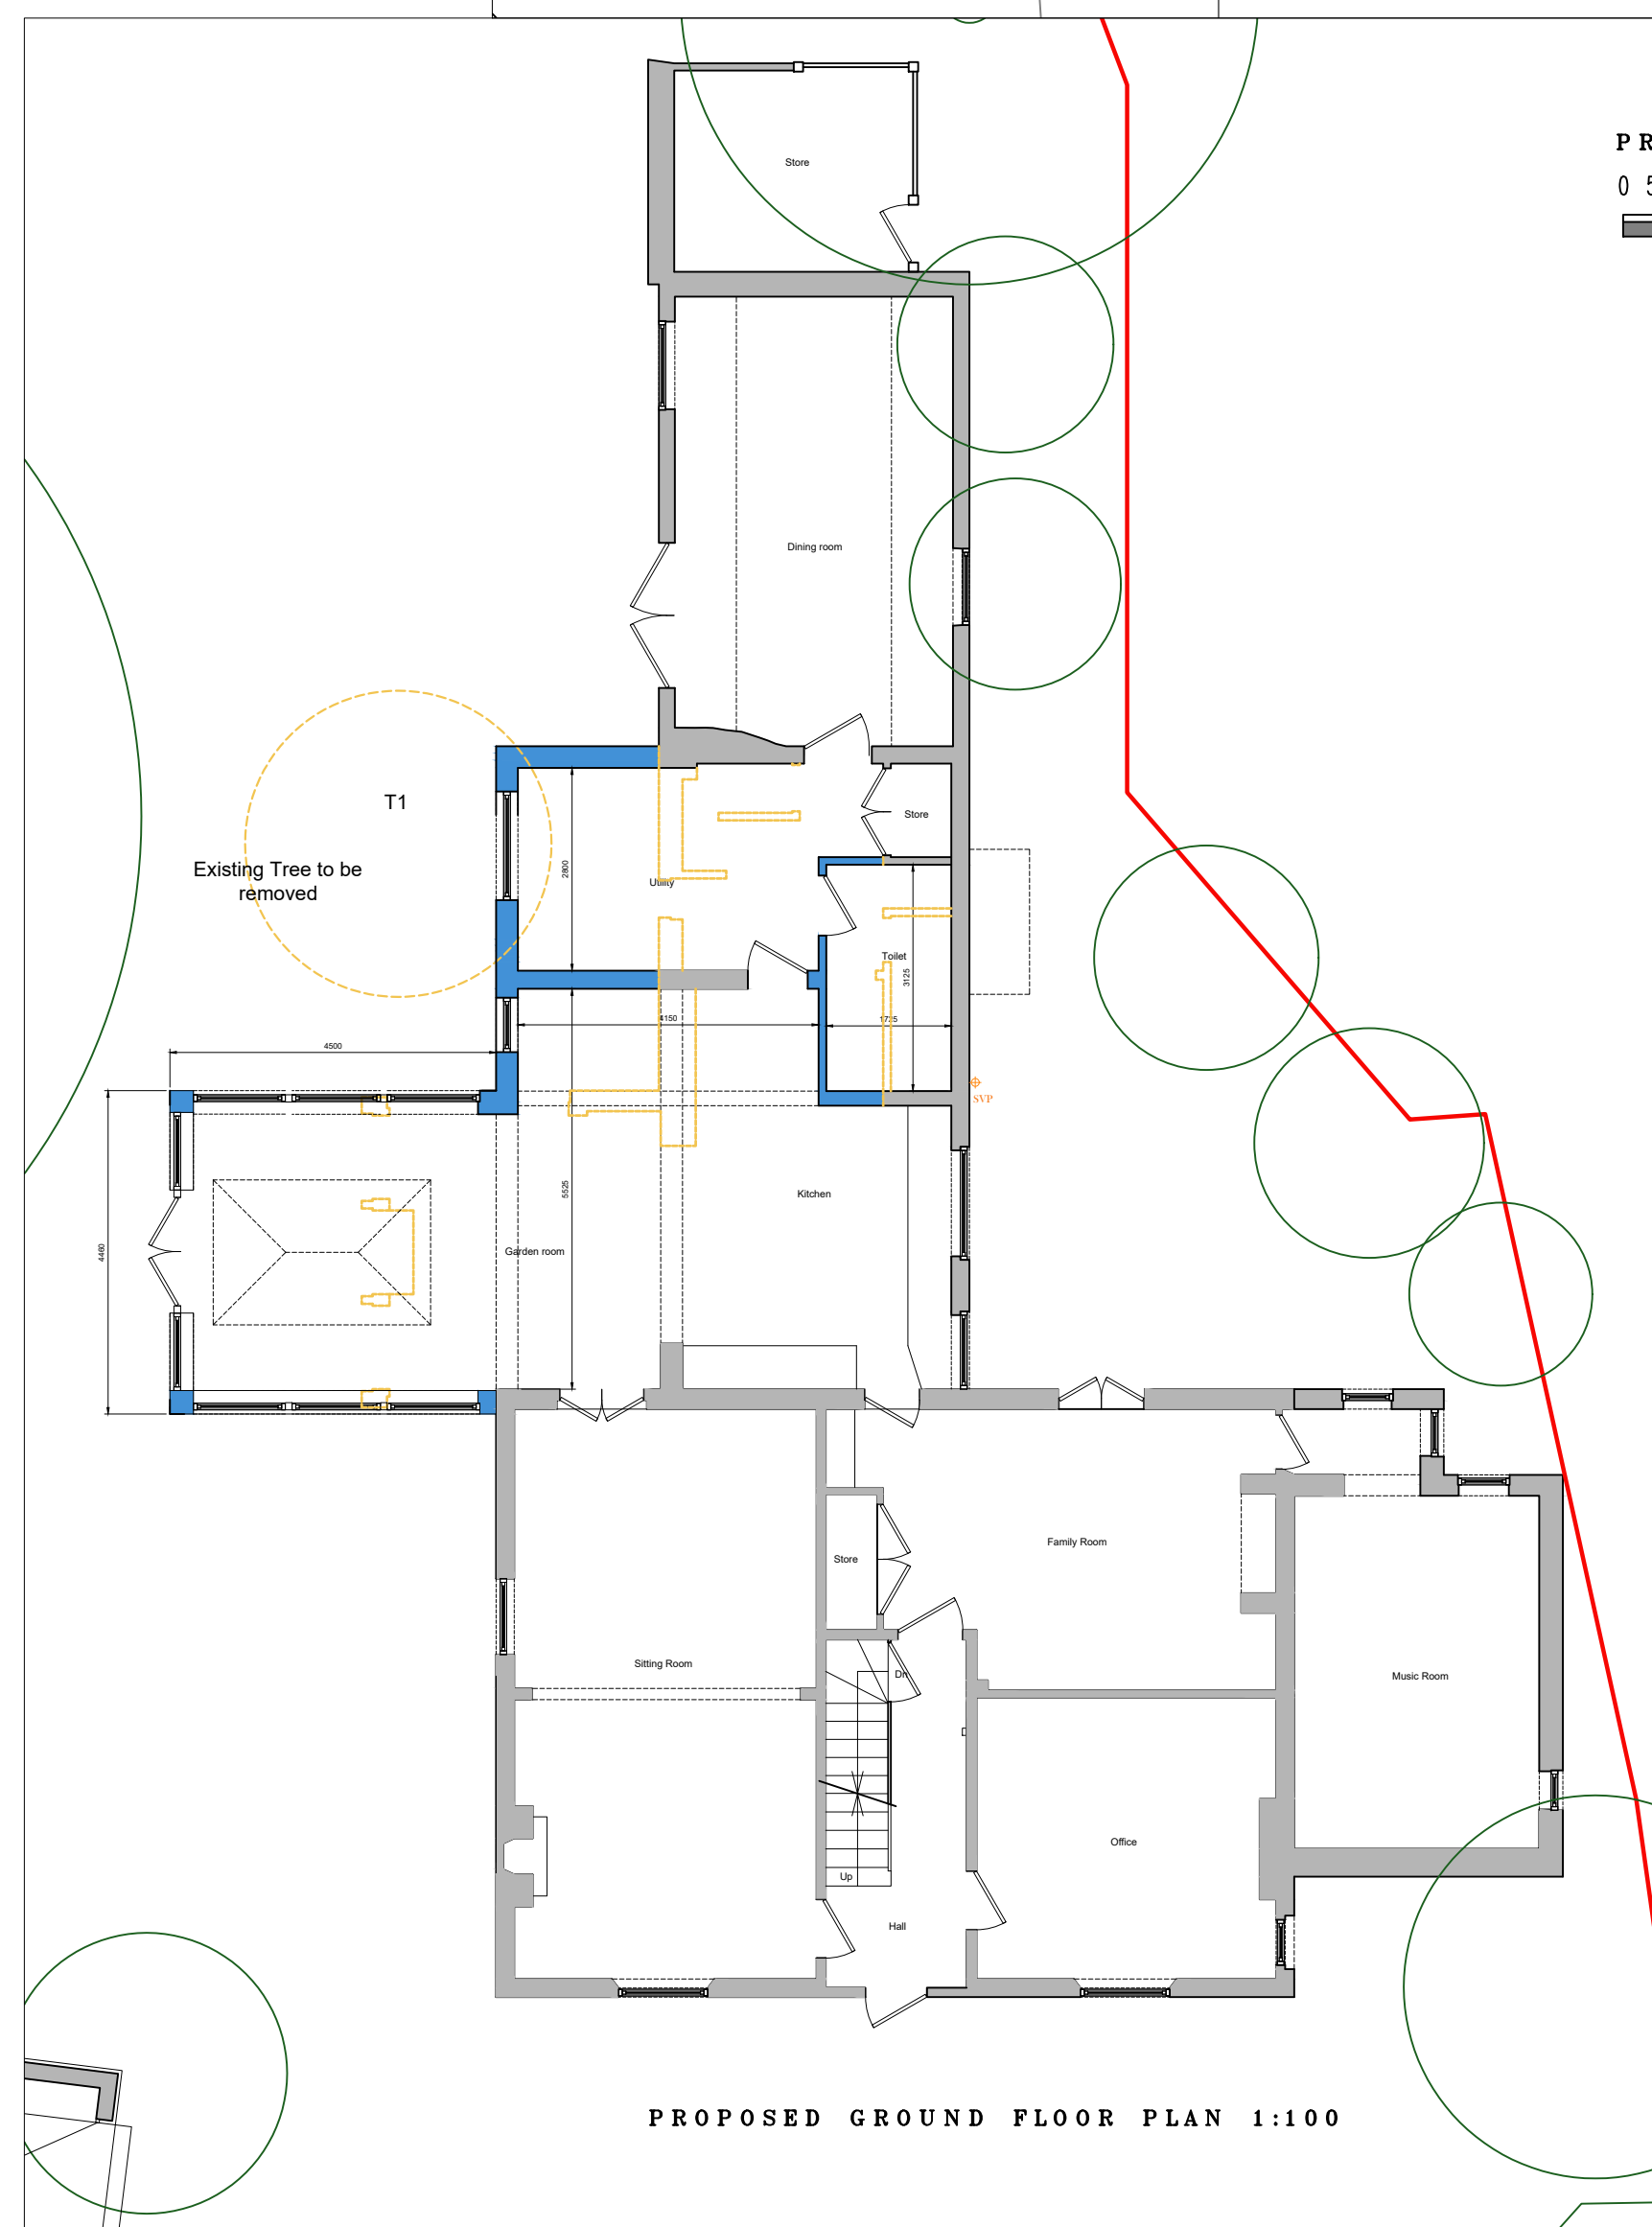 PR
0 5
Store
Dining room
T1
Existing Tree to be
removed
Store
2800
Utility
Toilet
3125
4150
1725
4500
SVP
4460
5525
Kitchen
Garden room
Family Room
Store
Sitting Room
Dn
Music Room
Office
Up
Hall
PROPOSED GROUND FLOOR PLAN 1:100